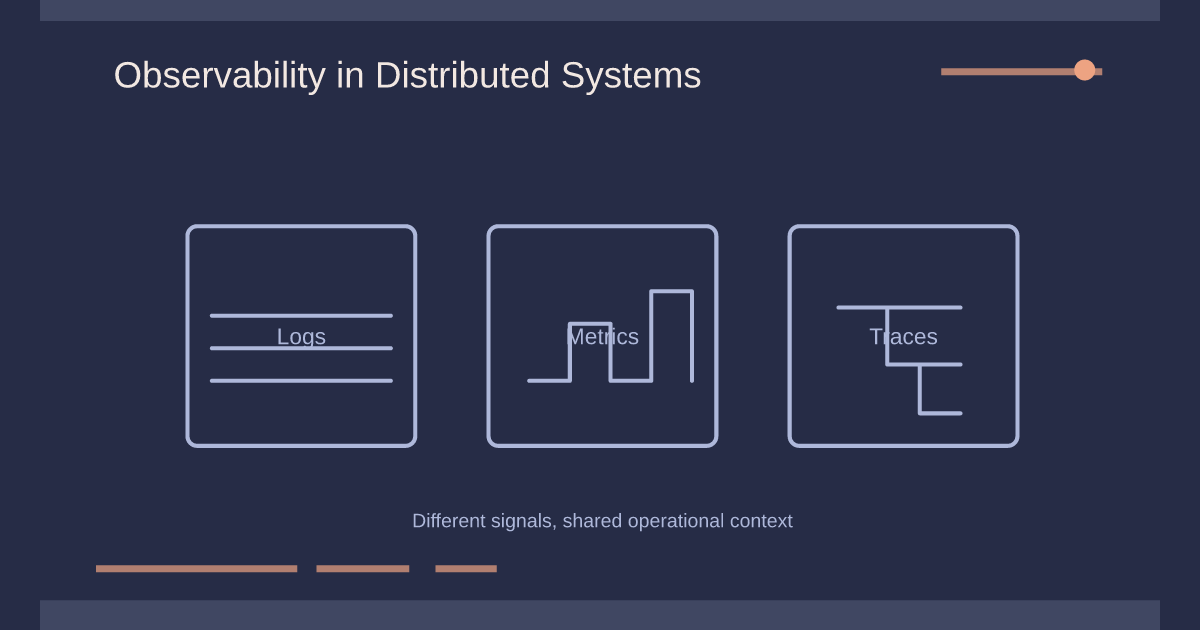 Observability in Distributed Systems
Logs
Metrics
Traces
Different signals, shared operational context